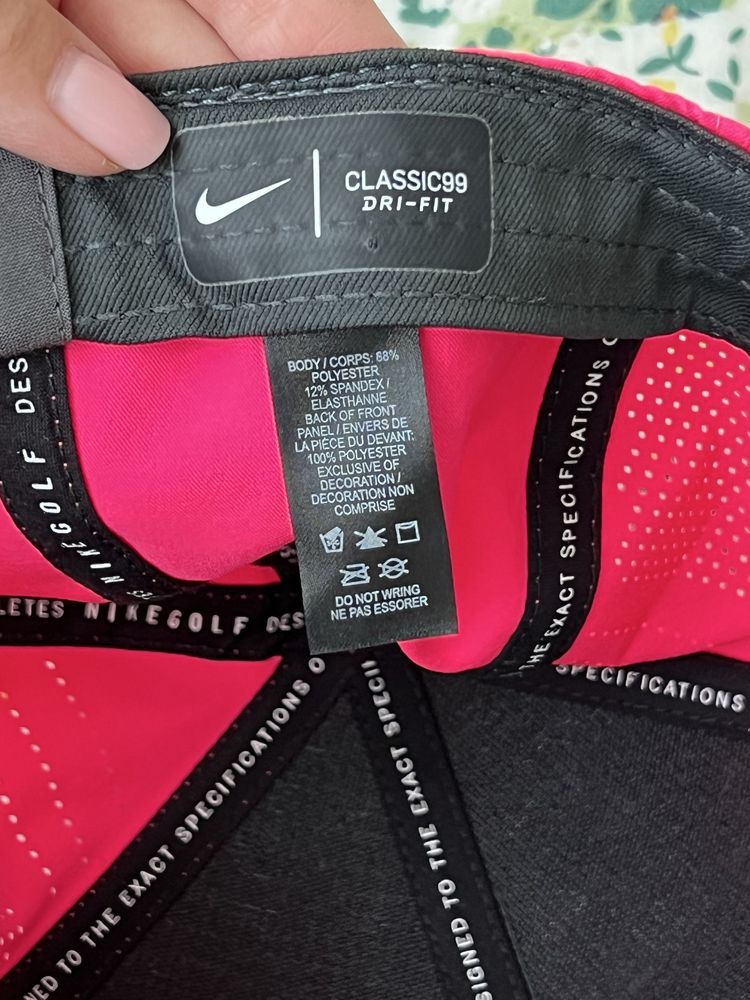 CLASSIC99
DRI-FIT
BODY / CORPS: 88%
POLYESTER
12% SPANDEX /
ELASTHANNE
BACK OF FRONT
PANEL / ENVERS DE
LA PIÈCE DU DEVANT:
100% POLYESTER
EXCLUSIVE OF
DECORATION /
DECORATION NON
COMPRISE
DO NOT WRING
NE PAS ESSORER
NIKEGOLF DES
LETES NIKEGOLF DES
THE EXACT SPECIFICATIONS O
SPECIFICATIONS
NED TO THE EXACT SPECIFICATIONS O
SIGNED TO THE EXACT SPECIFI